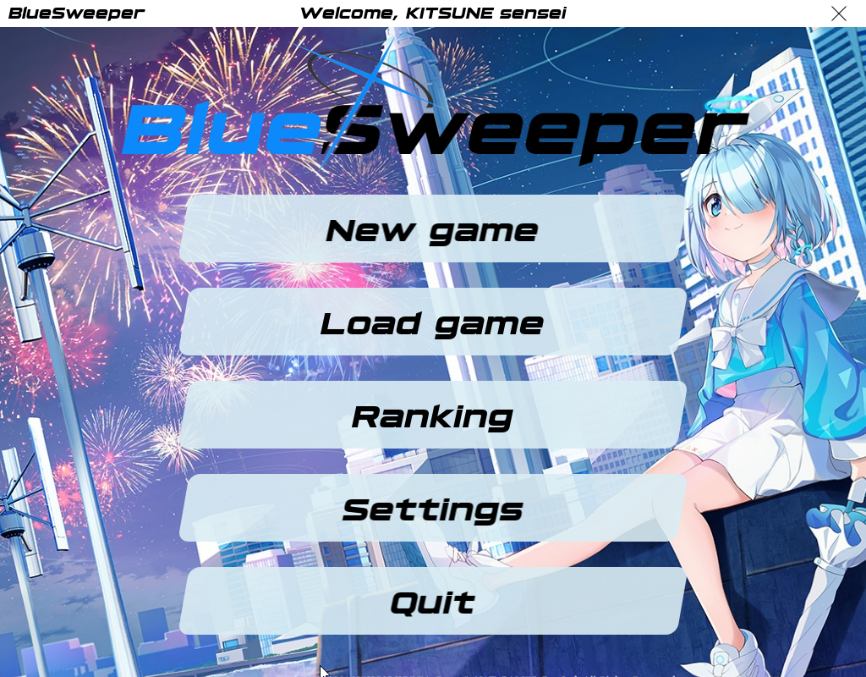 BlueSweeper
Welcome, KITSUNE sensei
BlueSweeper
New game
Load game
Ranking
Settings
Quit